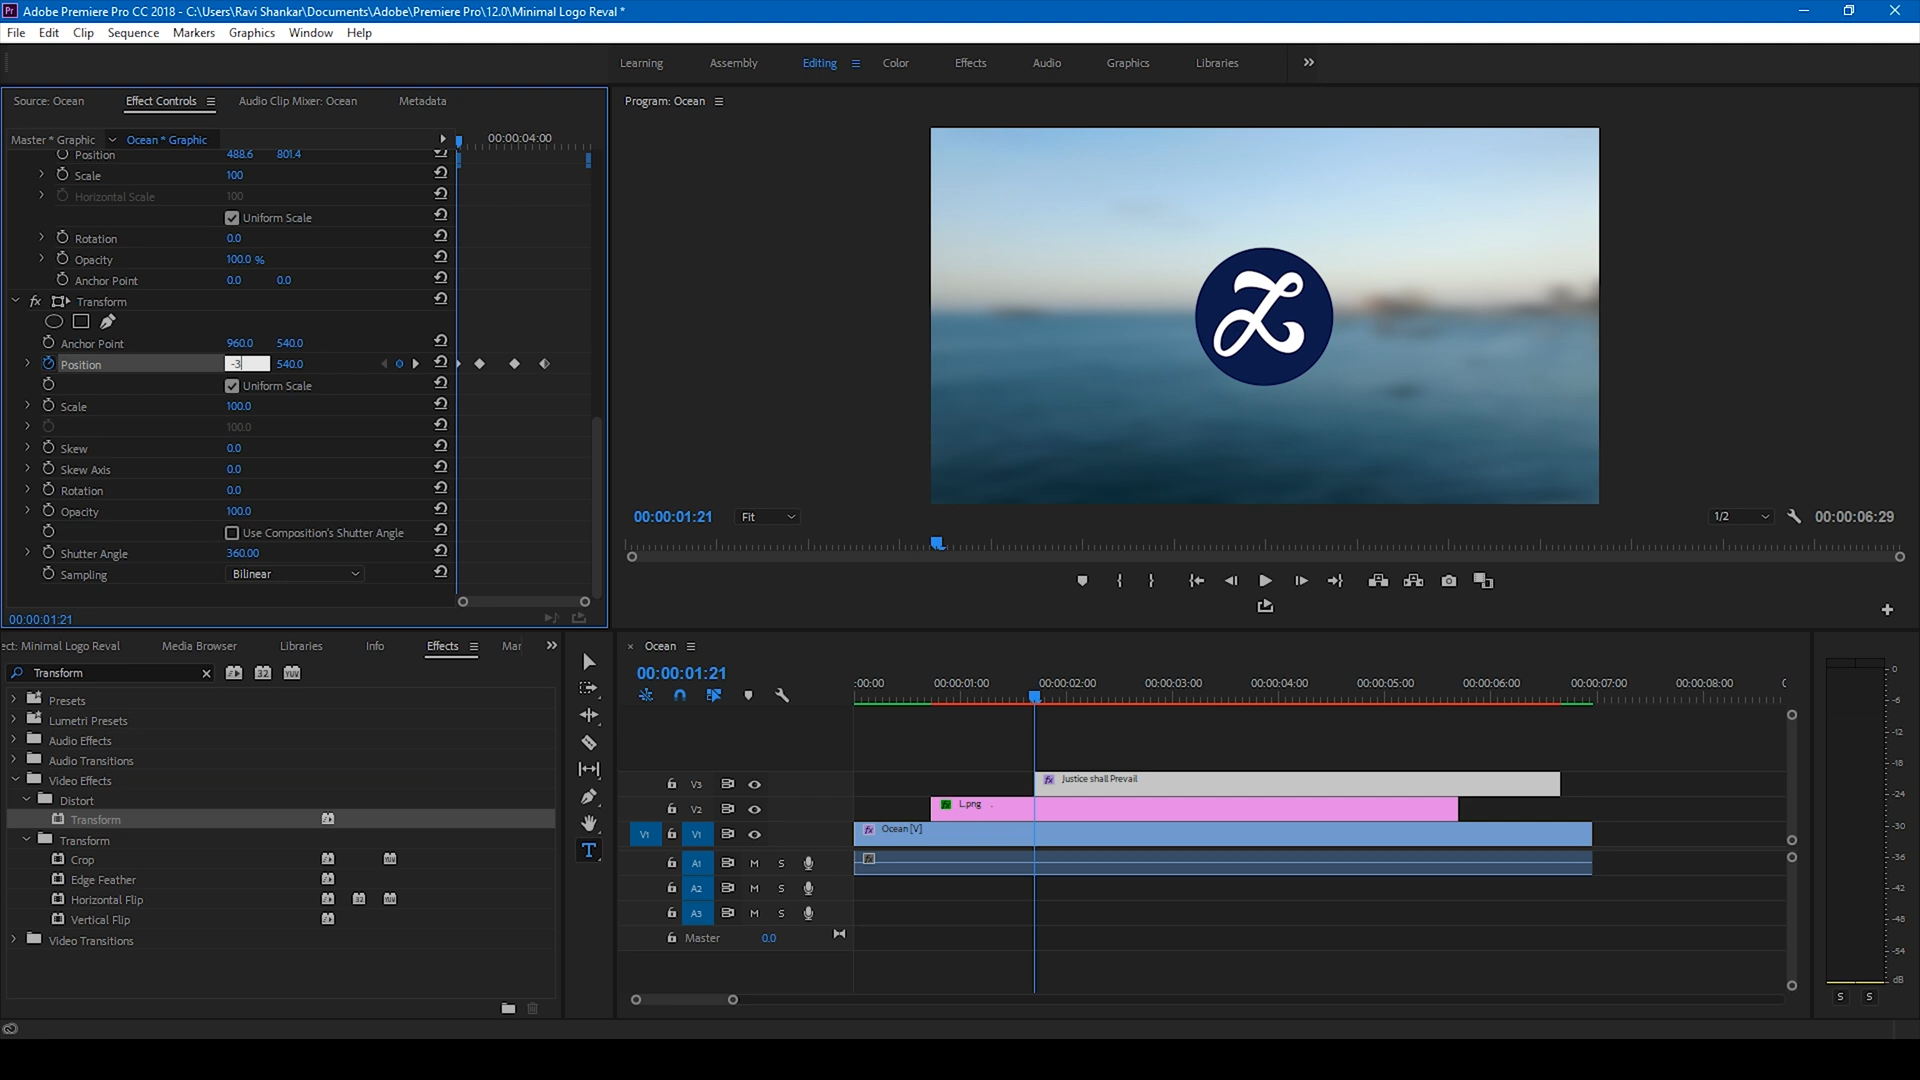 Adobe Premiere Pro CC 2018 - C:\Users\Ravi Shankar\Documents\Adobe\Premiere Pro\12.0\Minimal Logo Reval *
File Edit Clip Sequence Markers Graphics Window Help
Learning Assembly Editing Color Effects Audio Graphics Libraries
Source: Ocean Effect Controls Audio Clip Mixer: Ocean Metadata
Program: Ocean
Master * Graphic Ocean * Graphic 00:00:04:00
Position 488.6 801.4
Scale 100
Horizontal Scale 100
Uniform Scale
Rotation 0.0
Opacity 100.0 %
Anchor Point 0.0 0.0
fx Transform
Anchor Point 960.0 540.0
Position -3 540.0
Uniform Scale
Scale 100.0
100.0
Skew 0.0
Skew Axis 0.0
Rotation 0.0
Opacity 100.0
Use Composition's Shutter Angle
Shutter Angle 360.00
Sampling Bilinear
00:00:01:21
00:00:01:21 Fit 1/2 00:00:06:29
ect: Minimal Logo Reval Media Browser Libraries Info Effects Mar
Transform 32 YUV
Presets
Lumetri Presets
Audio Effects
Audio Transitions
Video Effects
Distort
Transform
Transform
Crop
Edge Feather
Horizontal Flip
Vertical Flip
Video Transitions
× Ocean
00:00:01:21
:00:00 00:00:01:00 00:00:02:00 00:00:03:00 00:00:04:00 00:00:05:00 00:00:06:00 00:00:07:00 00:00:08:00
V3 fx Justice shall Prevail
V2 L.png
V1 V1 fx Ocean [V]
A1 M S
A2 M S
A3 M S
Master 0.0
0
-6
-12
-18
-24
-30
-36
-42
-48
-54
dB
S S